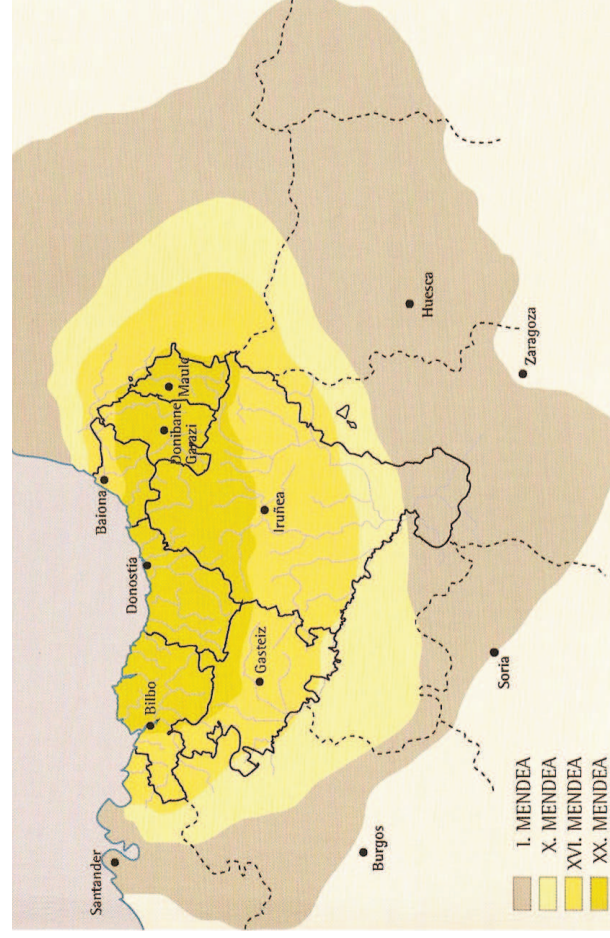 Santander
Baiona
Donostia
Bilbo
Donibane
Garazi
Maule
Gasteiz
Iruñea
Burgos
Huesca
Soria
Zaragoza
I. MENDEA
X. MENDEA
XVI. MENDEA
XX. MENDEA